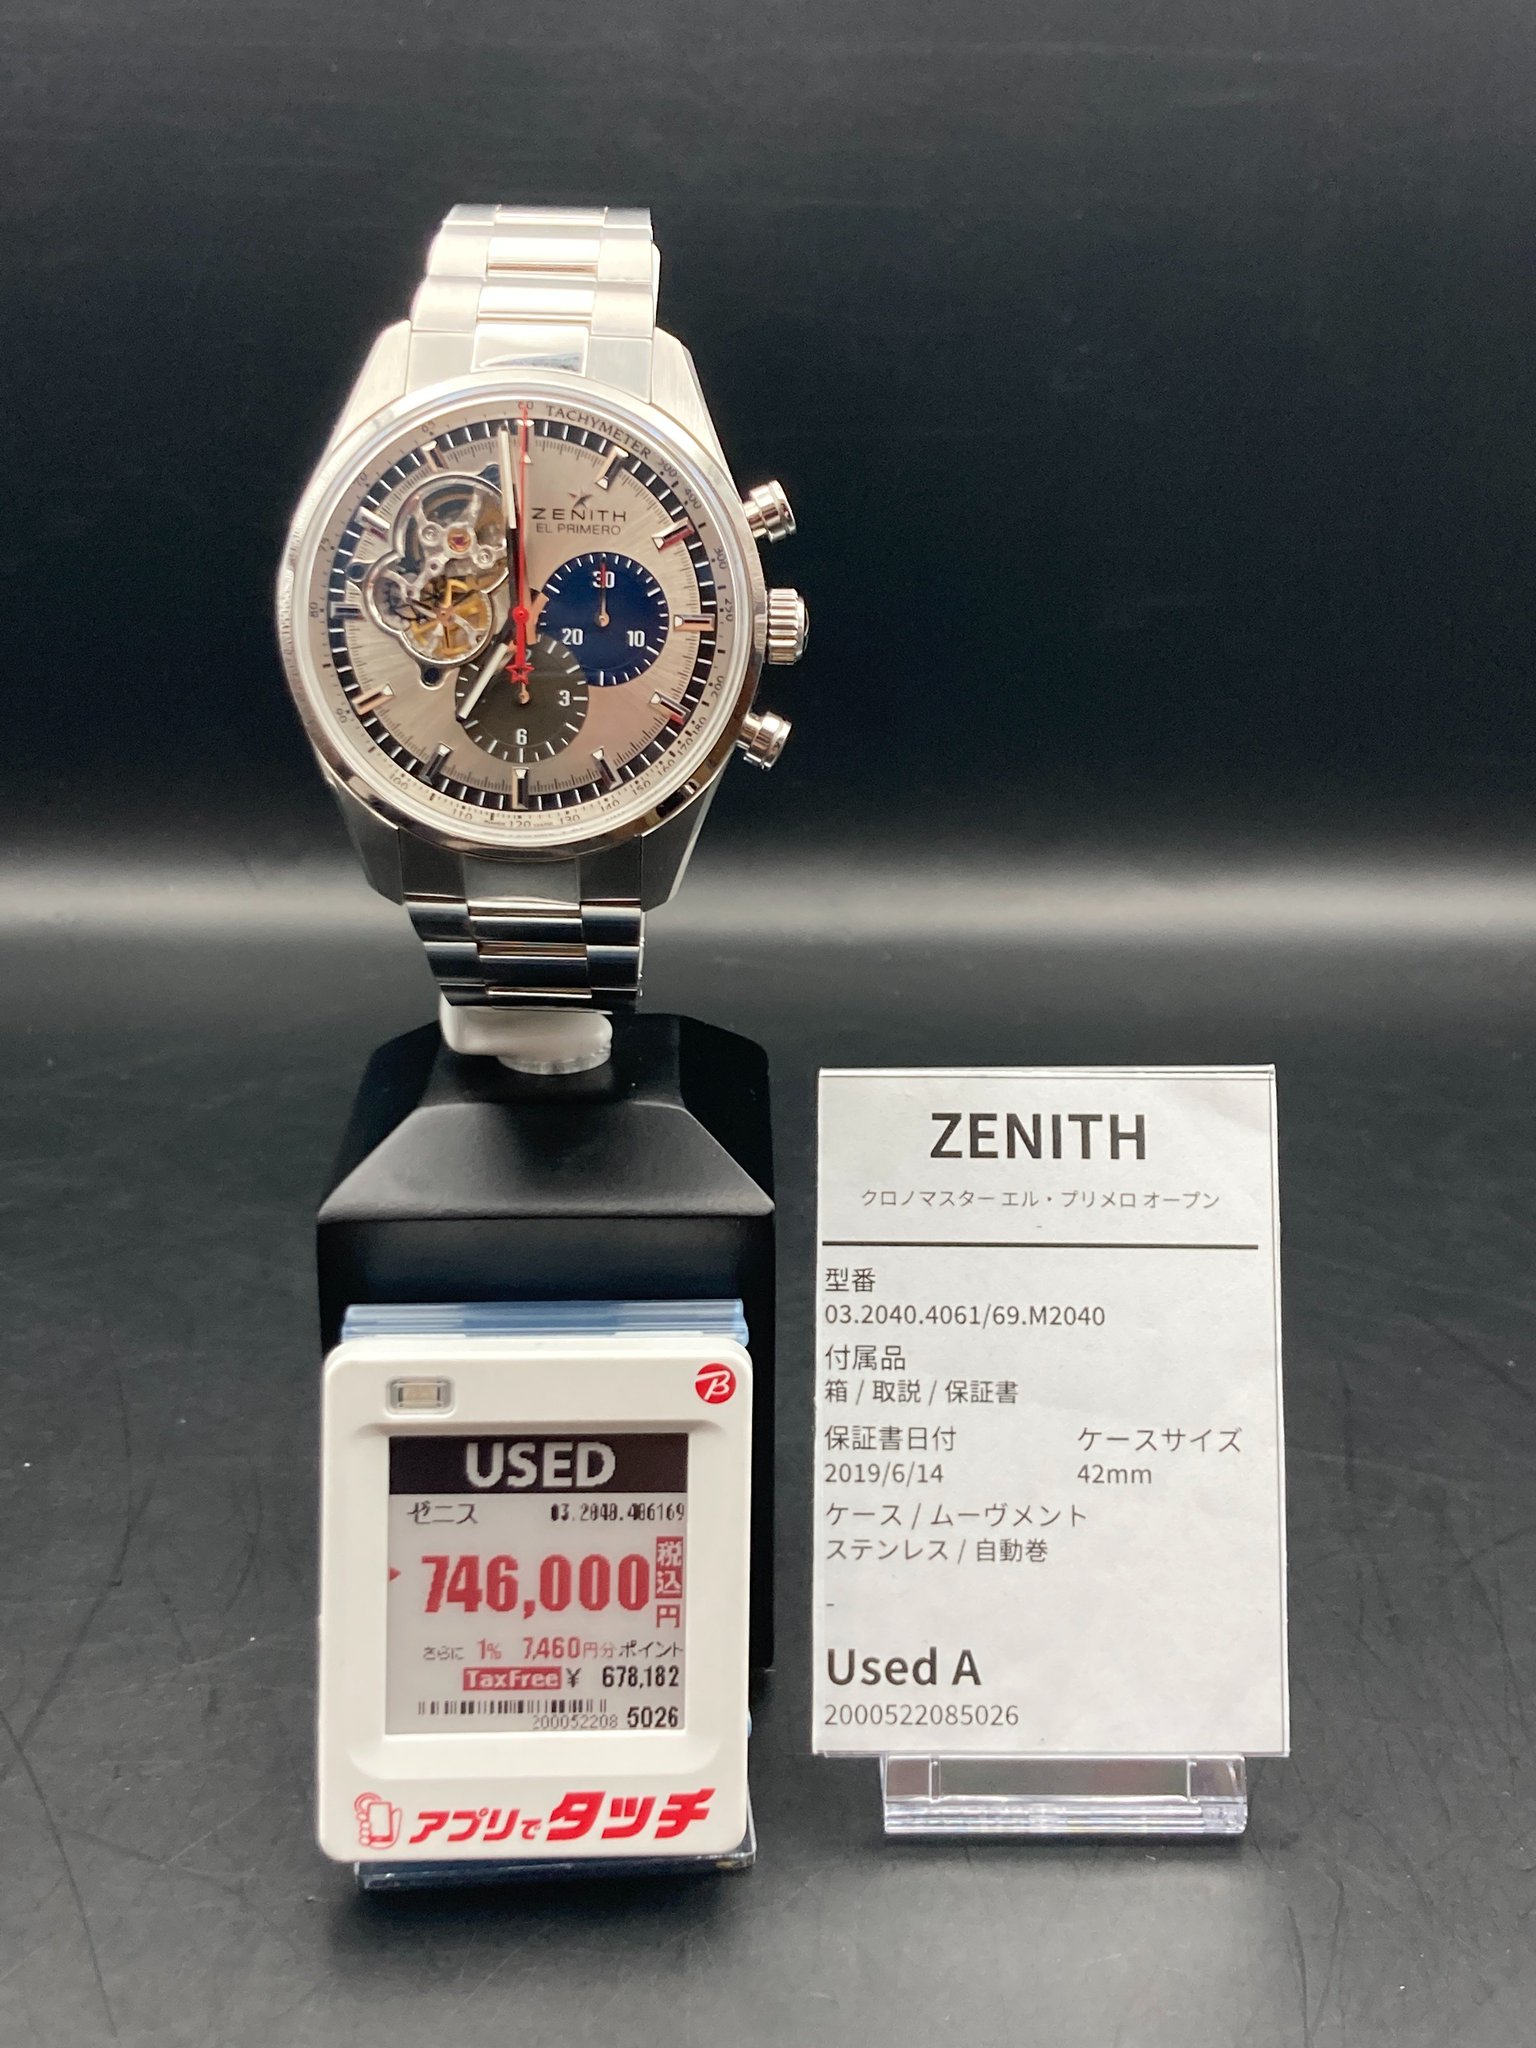 TACHYMETER
ZENITH
EL PRIMERO
30
20
10
3
6
ZENITH
クロノマスター エル・プリメロ オープン
-
型番
03.2040.4061/69.M2040
付属品
箱 / 取説 / 保証書
保証書日付
ケースサイズ
2019/6/14
42mm
ケース / ムーヴメント
ステンレス / 自動巻
-
Used A
2000522085026
B
USED
ゼニス
746,000税込円
さらに 1% 7,460円分ポイント
TaxFree ¥ 678,182
200052208 5026
アプリでタッチ